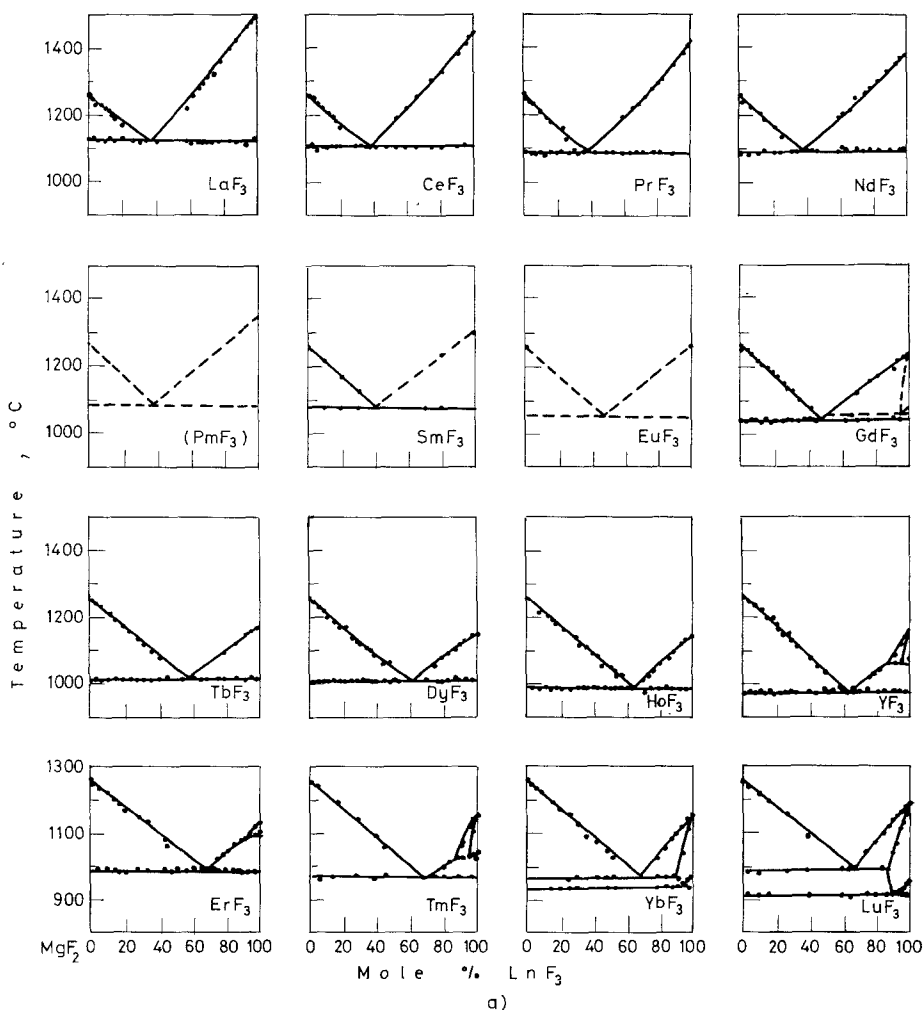 1400
1300
1200
1100
1000
LaF₃
CeF₃
PrF₃
NdF₃
1400
1200
1000
(PmF₃)
SmF₃
EuF₃
GdF₃
Temperature, °C
1400
1200
1000
TbF₃
DyF₃
HoF₃
YF₃
1300
1100
900
ErF₃
TmF₃
YbF₃
LuF₃
MgF₂ 0 20 40 60 80 100 0 20 40 60 80 100 0 20 40 60 80 100 0 20 40 60 80 100
Mole % LnF₃
a)